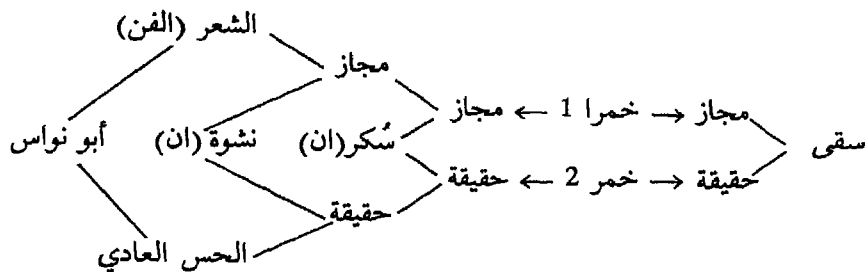 الشعر (الفن)
مجاز
مجاز ← 1 خمرا → مجاز
سقى سُكر(ان) نشوة (ان) أبو نواس
حقيقة ← 2 خمر → حقيقة
حقيقة
الحس العادي